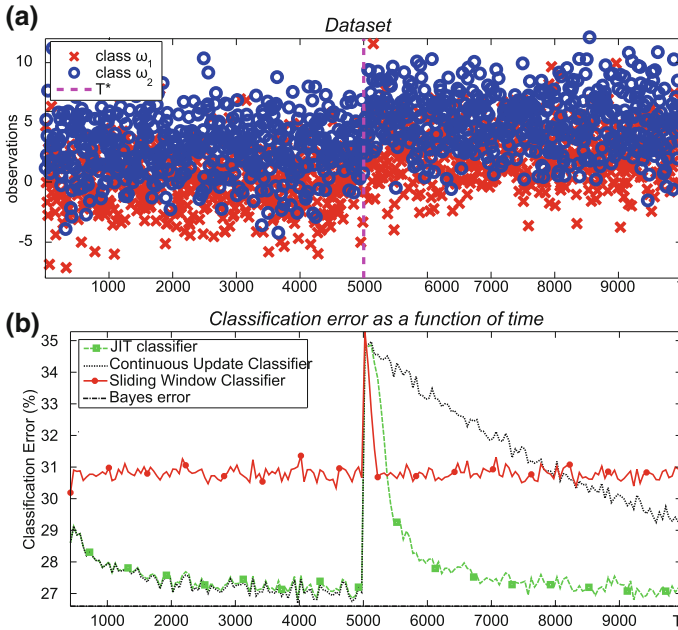 (a)
Dataset
class ω1
class ω2
T*
observations
10
5
0
-5
1000 2000 3000 4000 5000 6000 7000 8000 9000
(b)
Classification error as a function of time
JIT classifier
Continuous Update Classifier
Sliding Window Classifier
Bayes error
Classification Error (%)
35
34
33
32
31
30
29
28
27
1000 2000 3000 4000 5000 6000 7000 8000 9000 T